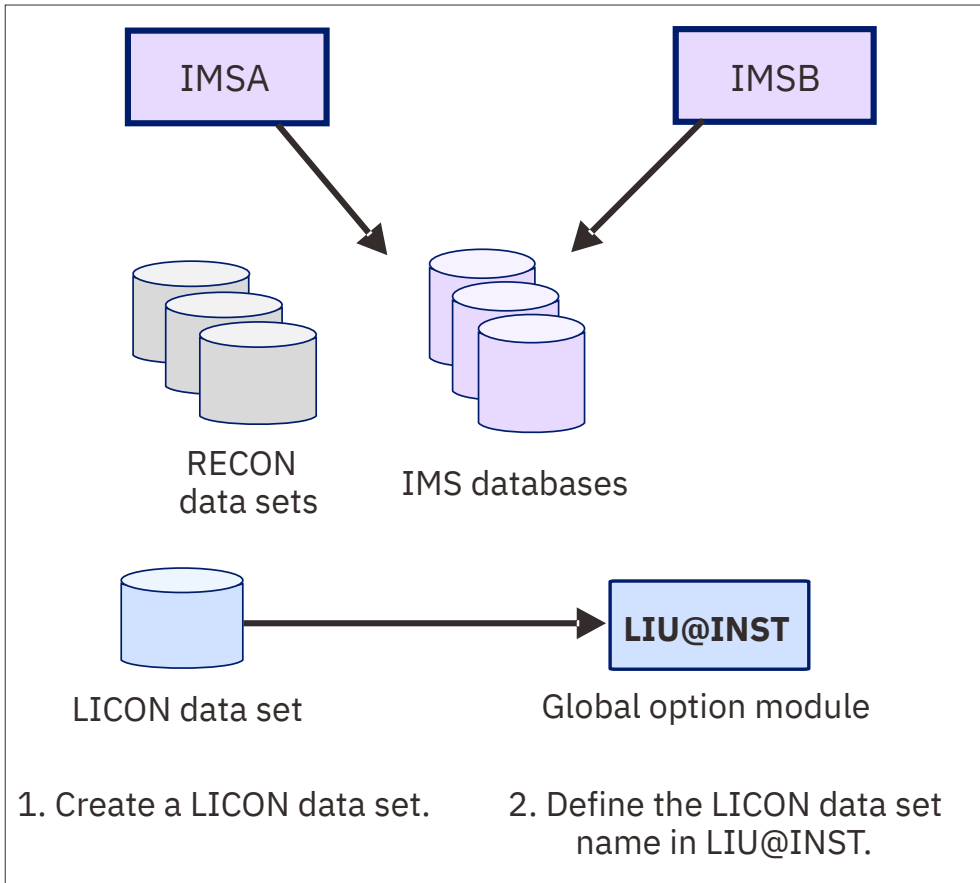 IMSA
IMSB
RECON
data sets
IMS databases
LIU@INST
LICON data set
Global option module
1. Create a LICON data set.
2. Define the LICON data set
name in LIU@INST.